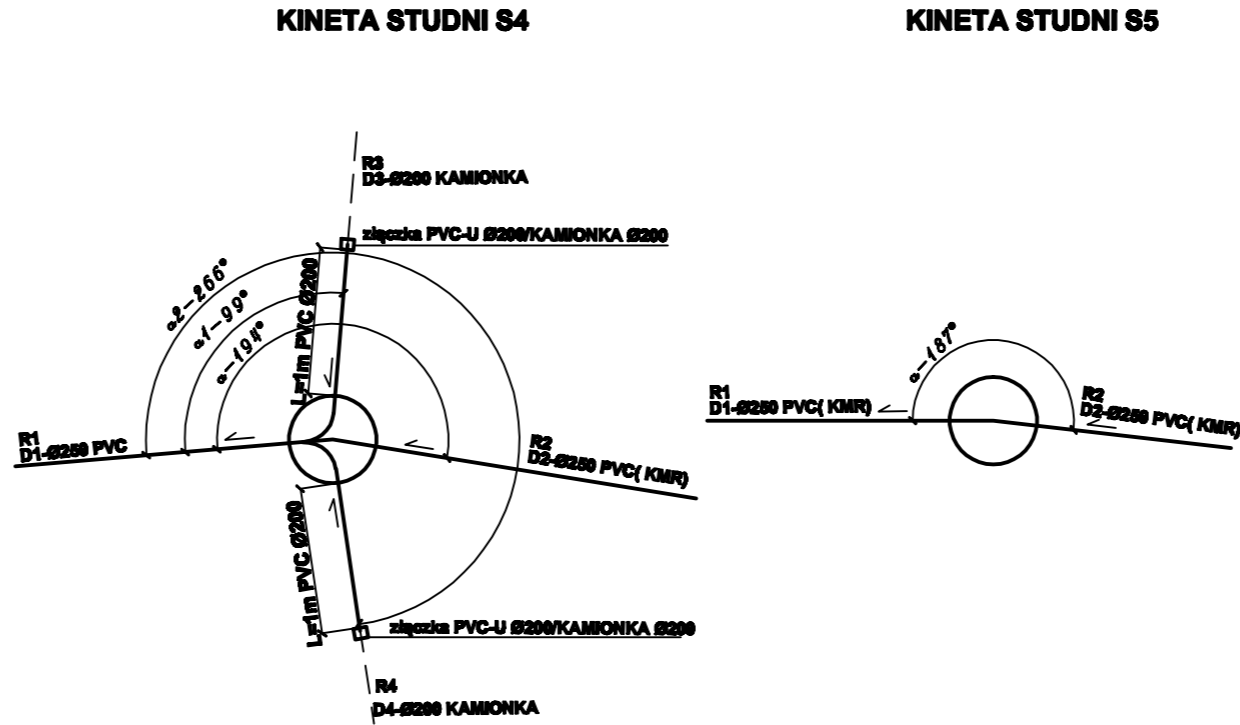 KINETA STUDNI S4
R3
D3-Ø200 KAMIONKA
złączka PVC-U Ø200/KAMIONKA Ø200
L=1m PVC Ø200
α2-266°
α1-99°
α-194°
R1
D1-Ø250 PVC
R2
D2-Ø250 PVC( KMR)
L=1m PVC Ø200
złączka PVC-U Ø200/KAMIONKA Ø200
R4
D4-Ø200 KAMIONKA
KINETA STUDNI S5
α-187°
R1
D1-Ø250 PVC( KMR)
R2
D2-Ø250 PVC( KMR)